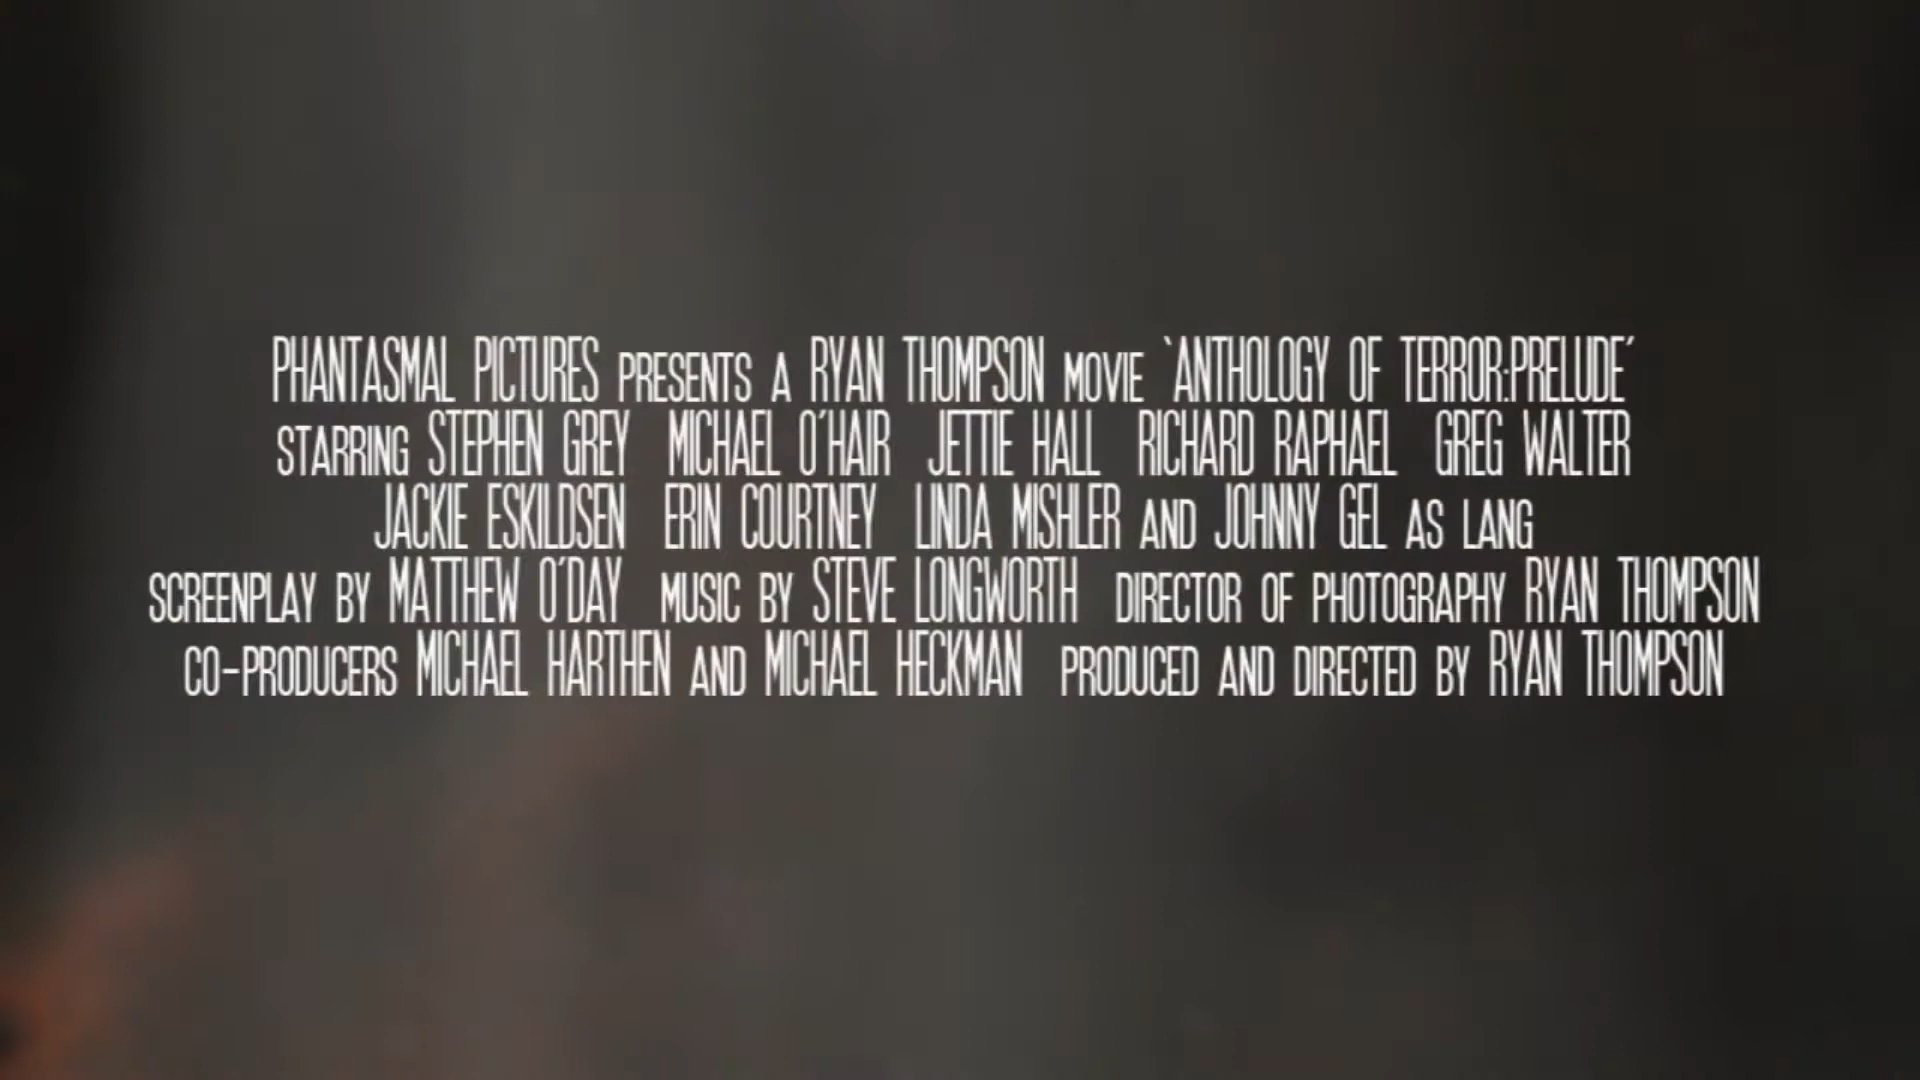 PHANTASMAL PICTURES PRESENTS A RYAN THOMPSON MOVIE `ANTHOLOGY OF TERROR:PRELUDE´
STARRING STEPHEN GREY MICHAEL O´HAIR JETTIE HALL RICHARD RAPHAEL GREG WALTER
JACKIE ESKILDSEN ERIN COURTNEY LINDA MISHLER AND JOHNNY GEL AS LANG
SCREENPLAY BY MATTHEW O´DAY MUSIC BY STEVE LONGWORTH DIRECTOR OF PHOTOGRAPHY RYAN THOMPSON
CO-PRODUCERS MICHAEL HARTHEN AND MICHAEL HECKMAN PRODUCED AND DIRECTED BY RYAN THOMPSON